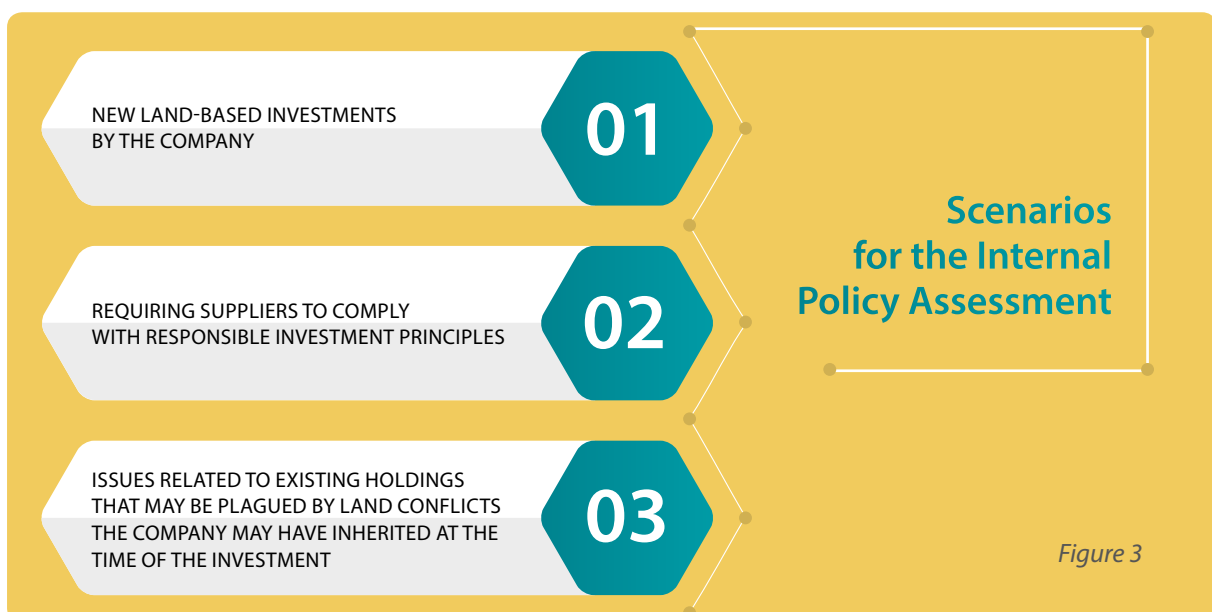 NEW LAND-BASED INVESTMENTS
BY THE COMPANY
01
REQUIRING SUPPLIERS TO COMPLY
WITH RESPONSIBLE INVESTMENT PRINCIPLES
02
ISSUES RELATED TO EXISTING HOLDINGS
THAT MAY BE PLAGUED BY LAND CONFLICTS
THE COMPANY MAY HAVE INHERITED AT THE
TIME OF THE INVESTMENT
03
Scenarios
for the Internal
Policy Assessment
Figure 3